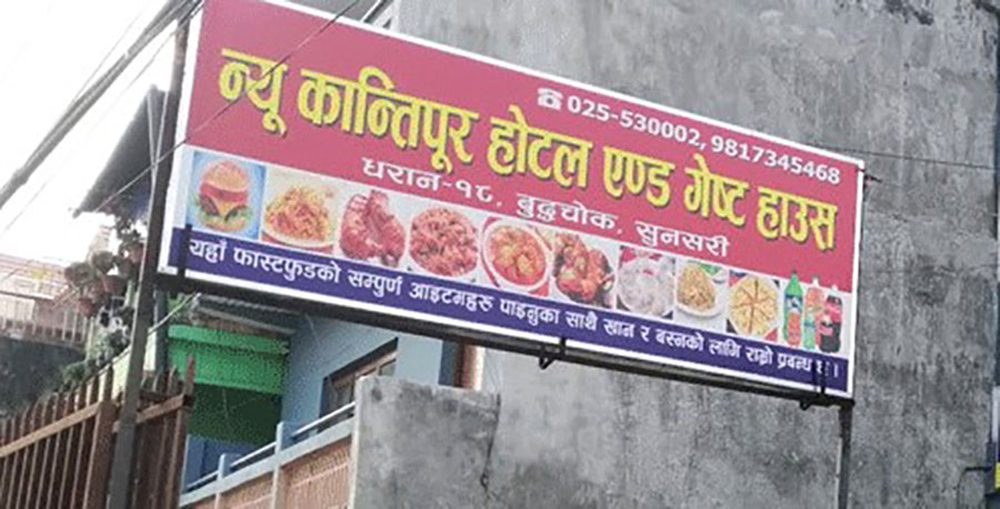 ☎ 025-530002, 9817345468
न्यू कान्तिपूर होटल एण्ड गेष्ट हाउस
धरान-१८, बुद्धचोक, सुनसरी
यहाँ फास्टफुडको सम्पुर्ण आइटमहरु पाइनुका साथै खान र बस्नको लागि राम्रो प्रबन्ध छ ।